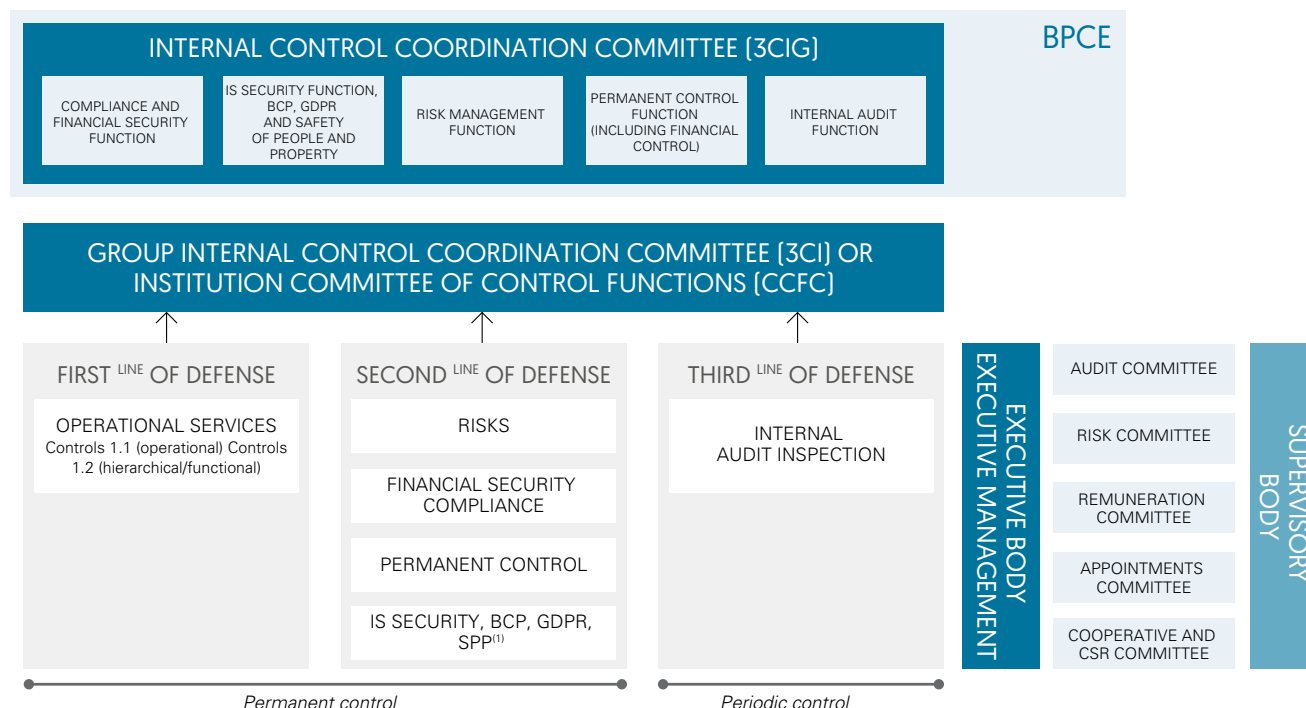 INTERNAL CONTROL COORDINATION COMMITTEE (3CIG)
BPCE
COMPLIANCE AND
FINANCIAL SECURITY
FUNCTION
IS SECURITY FUNCTION,
BCP, GDPR
AND SAFETY
OF PEOPLE AND
PROPERTY
RISK MANAGEMENT
FUNCTION
PERMANENT CONTROL
FUNCTION
(INCLUDING FINANCIAL
CONTROL)
INTERNAL AUDIT
FUNCTION
GROUP INTERNAL CONTROL COORDINATION COMMITTEE (3CI) OR
INSTITUTION COMMITTEE OF CONTROL FUNCTIONS (CCFC)
FIRST LINE OF DEFENSE
OPERATIONAL SERVICES
Controls 1.1 (operational) Controls
1.2 (hierarchical/functional)
SECOND LINE OF DEFENSE
RISKS
FINANCIAL SECURITY
COMPLIANCE
PERMANENT CONTROL
IS SECURITY, BCP, GDPR,
SPP(1)
THIRD LINE OF DEFENSE
INTERNAL
AUDIT INSPECTION
EXECUTIVE BODY
EXECUTIVE MANAGEMENT
AUDIT COMMITTEE
RISK COMMITTEE
REMUNERATION
COMMITTEE
APPOINTMENTS
COMMITTEE
COOPERATIVE AND
CSR COMMITTEE
SUPERVISORY
BODY
Permanent control
Periodic control